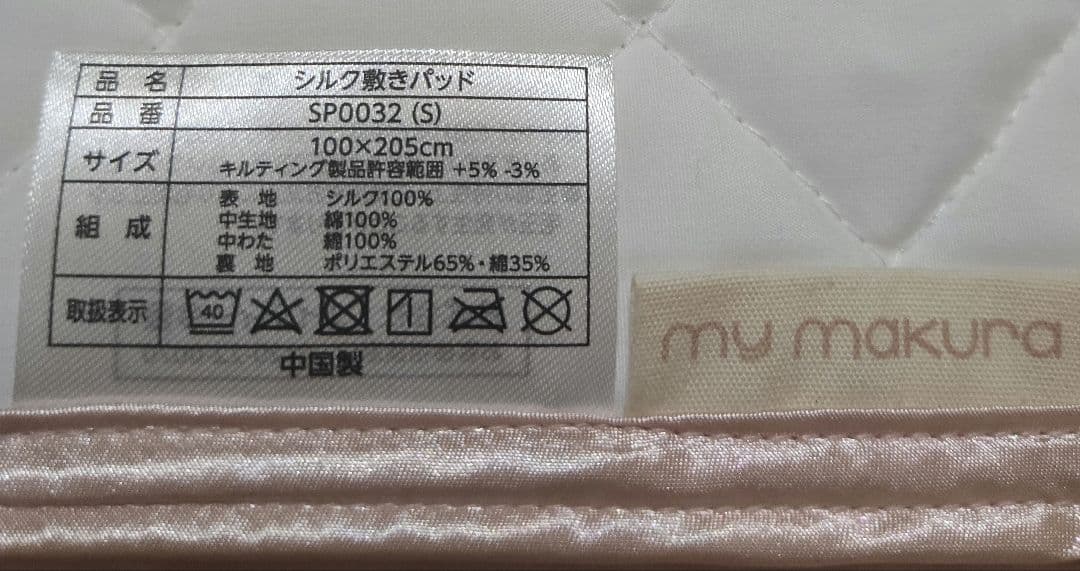 品 名 シルク敷きパッド
品 番 SP0032 (S)
サイズ 100×205cm
キルティング製品許容範囲 +5% -3%
組 成 表 地 シルク100%
中生地 綿100%
中わた 綿100%
裏 地 ポリエステル65%・綿35%
取扱表示 40
中国製
my makura